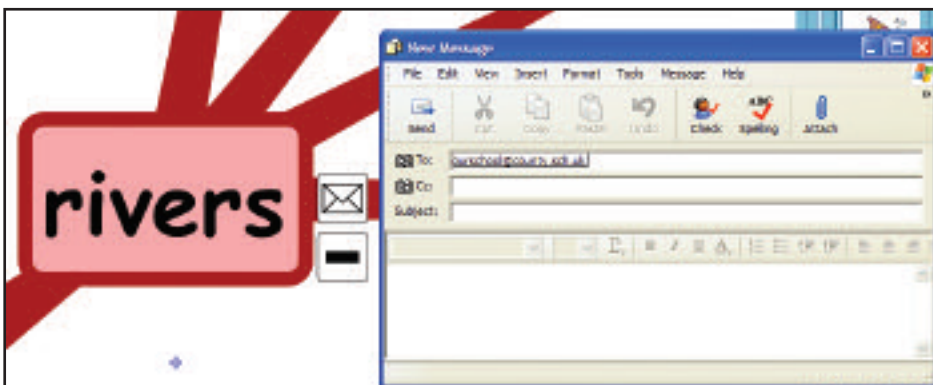 rivers
New Message
File Edit View Insert Format Tools Message Help
Send Cut Copy Paste Undo Check Spelling Attach
ABC
To:
Cc:
Subject: